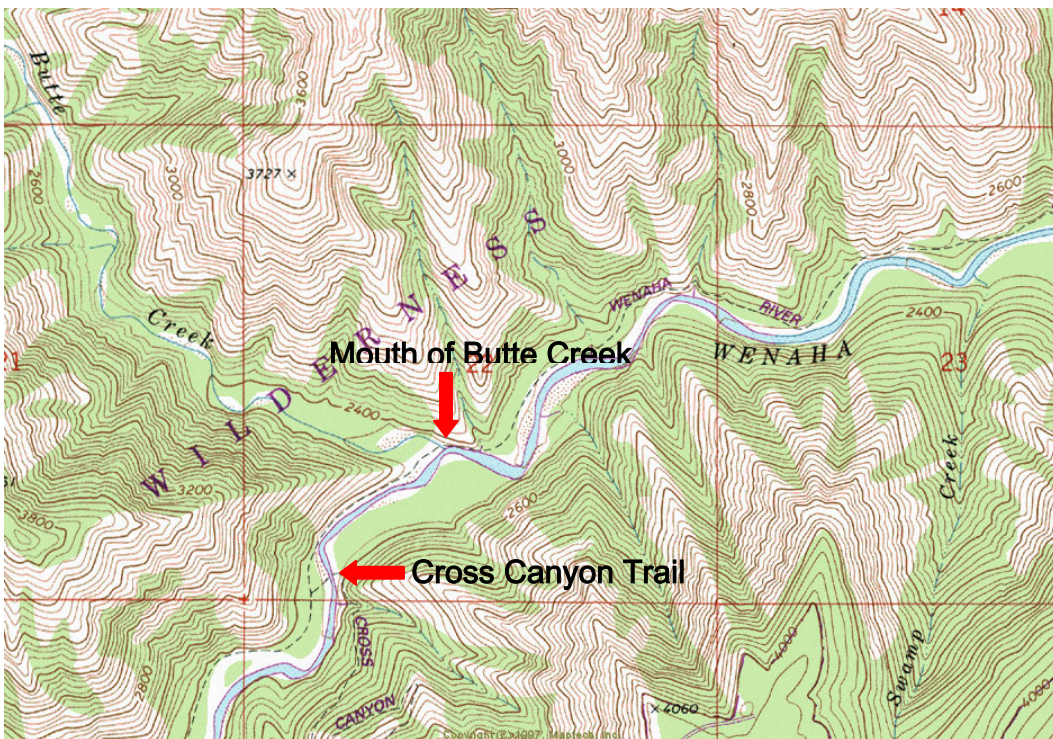 14
Butte
3600
2600
3000
3727 ×
3000
2800
2600
WILDERNESS
WENAHA
RIVER
Creek
2400
WENAHA
21
Mouth of Butte Creek
22
23
2400
Creek
3200
2600
3800
Cross Canyon Trail
CROSS
CANYON
2800
4000
Swamp
4000
× 4060
Copyright (C) 1997, Maptech, Inc.